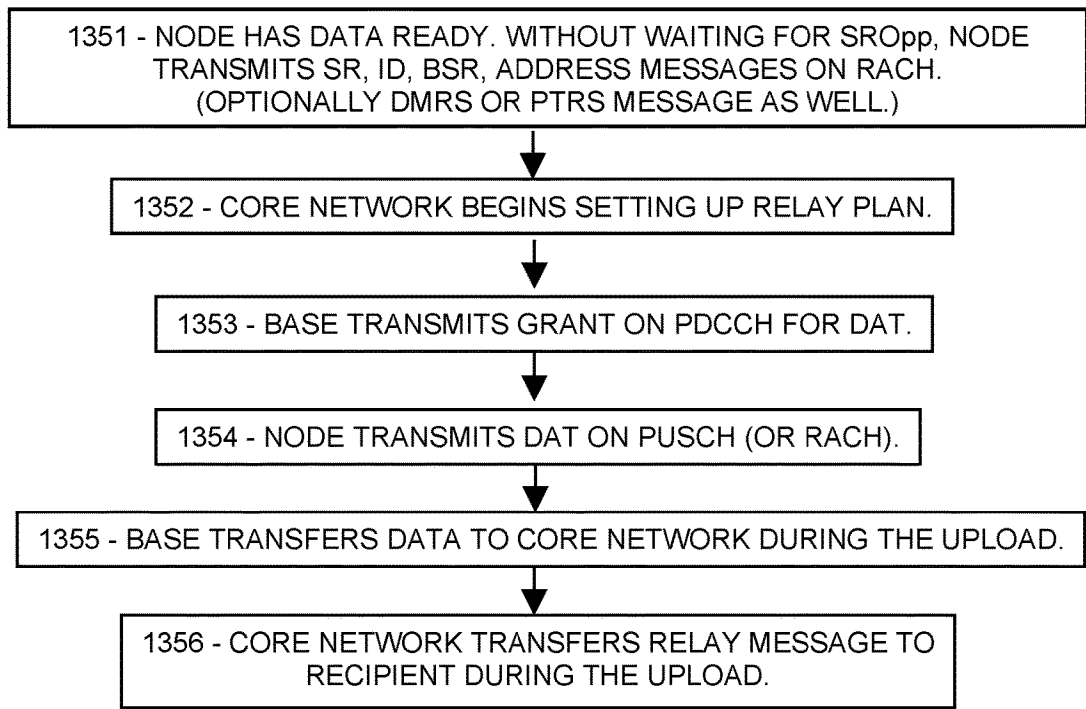 1351 - NODE HAS DATA READY. WITHOUT WAITING FOR SROpp, NODE
TRANSMITS SR, ID, BSR, ADDRESS MESSAGES ON RACH.
(OPTIONALLY DMRS OR PTRS MESSAGE AS WELL.)
1352 - CORE NETWORK BEGINS SETTING UP RELAY PLAN.
1353 - BASE TRANSMITS GRANT ON PDCCH FOR DAT.
1354 - NODE TRANSMITS DAT ON PUSCH (OR RACH).
1355 - BASE TRANSFERS DATA TO CORE NETWORK DURING THE UPLOAD.
1356 - CORE NETWORK TRANSFERS RELAY MESSAGE TO
RECIPIENT DURING THE UPLOAD.